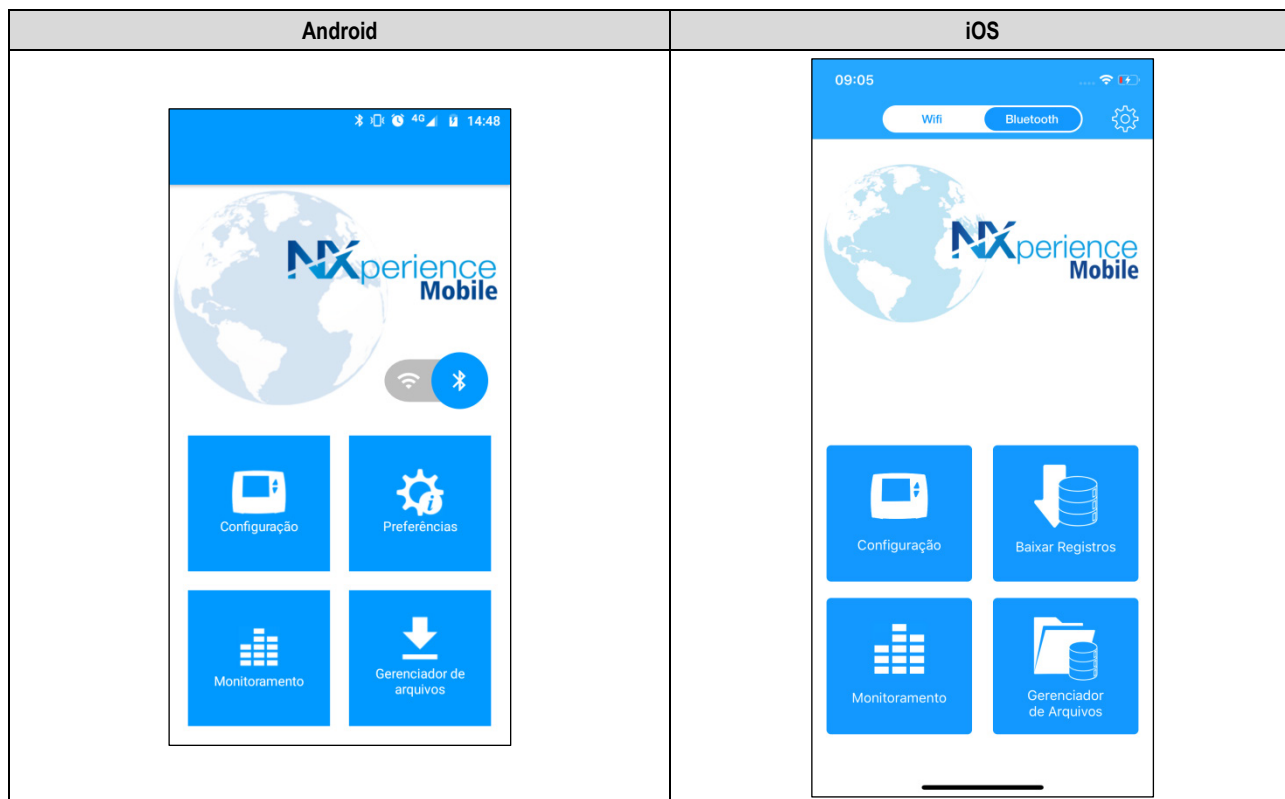 Android
iOS
14:48
4G
NXperience
Mobile
Configuração
Preferências
Monitoramento
Gerenciador de
arquivos
09:05
Wifi
Bluetooth
NXperience
Mobile
Configuração
Baixar Registros
Monitoramento
Gerenciador
de Arquivos